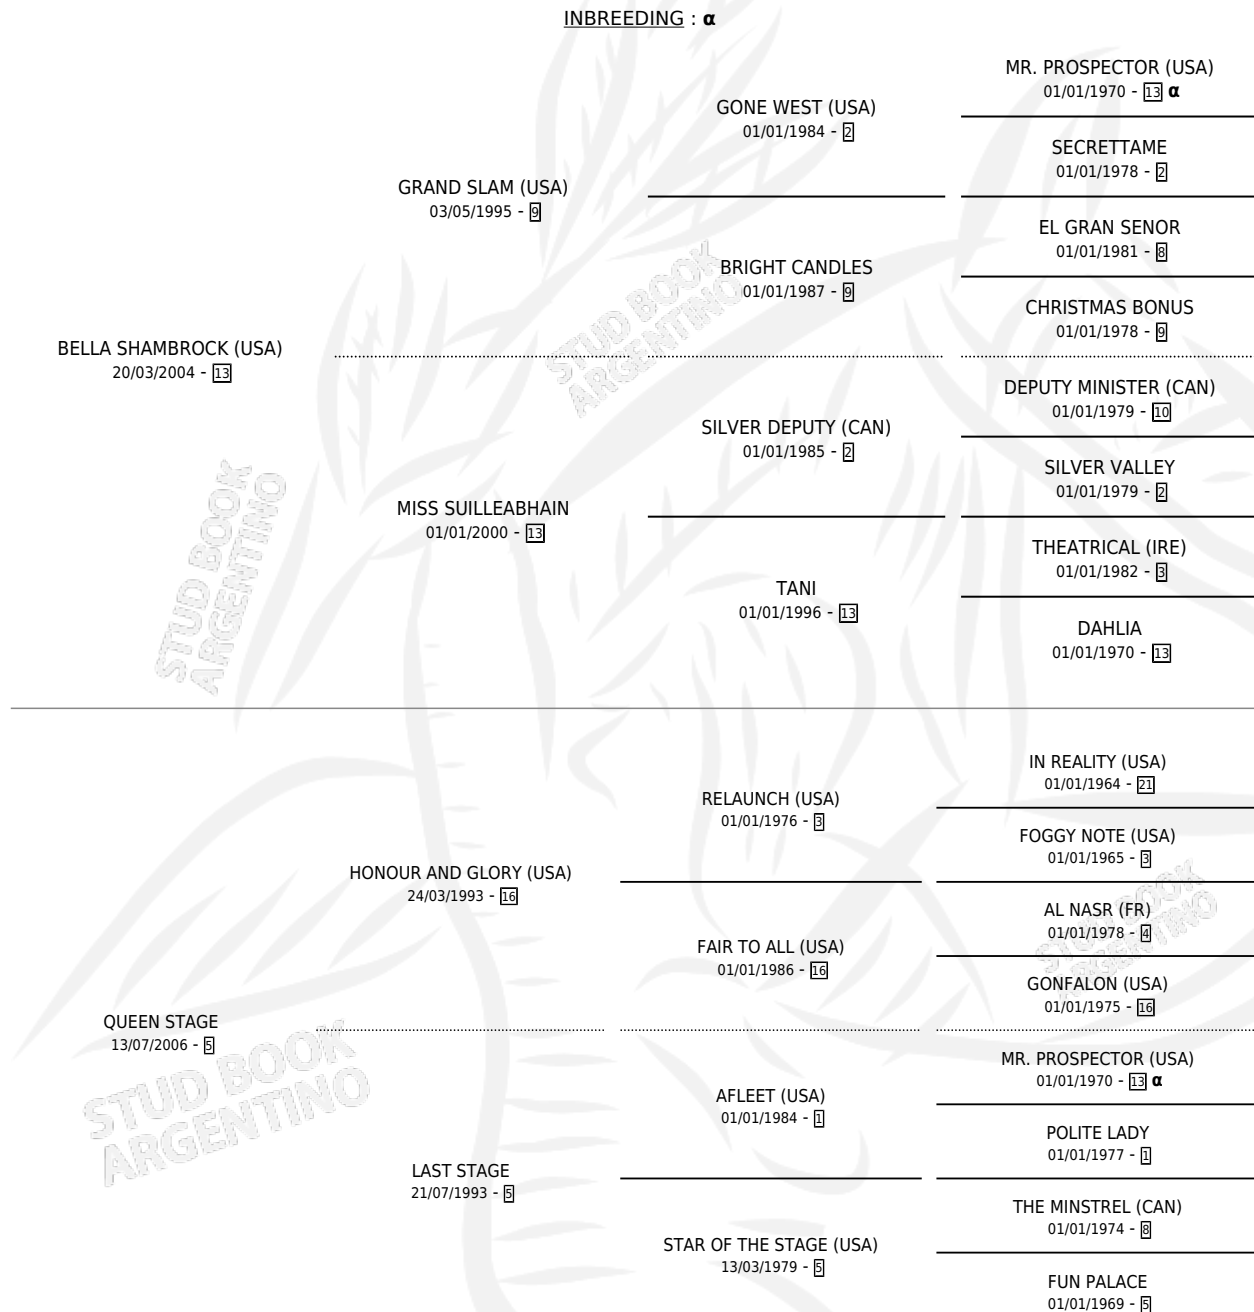 INBREEDING : α
MR. PROSPECTOR (USA)
01/01/1970 - 13 α
GONE WEST (USA)
01/01/1984 - 2
SECRETTAME
01/01/1978 - 2
GRAND SLAM (USA)
03/05/1995 - 9
EL GRAN SENOR
01/01/1981 - 8
BRIGHT CANDLES
01/01/1987 - 9
CHRISTMAS BONUS
01/01/1978 - 9
BELLA SHAMBROCK (USA)
20/03/2004 - 13
DEPUTY MINISTER (CAN)
01/01/1979 - 10
SILVER DEPUTY (CAN)
01/01/1985 - 2
SILVER VALLEY
01/01/1979 - 2
MISS SUILLEABHAIN
01/01/2000 - 13
THEATRICAL (IRE)
01/01/1982 - 3
TANI
01/01/1996 - 13
DAHLIA
01/01/1970 - 13
IN REALITY (USA)
01/01/1964 - 21
RELAUNCH (USA)
01/01/1976 - 3
FOGGY NOTE (USA)
01/01/1965 - 3
HONOUR AND GLORY (USA)
24/03/1993 - 16
AL NASR (FR)
01/01/1978 - 4
FAIR TO ALL (USA)
01/01/1986 - 16
GONFALON (USA)
01/01/1975 - 16
QUEEN STAGE
13/07/2006 - 5
MR. PROSPECTOR (USA)
01/01/1970 - 13 α
AFLEET (USA)
01/01/1984 - 1
POLITE LADY
01/01/1977 - 1
LAST STAGE
21/07/1993 - 5
THE MINSTREL (CAN)
01/01/1974 - 8
STAR OF THE STAGE (USA)
13/03/1979 - 5
FUN PALACE
01/01/1969 - 5
STUD BOOK
ARGENTINO
STUD BOOK
ARGENTINO
STUD BOOK
ARGENTINO
STUD BOOK
ARGENTINO